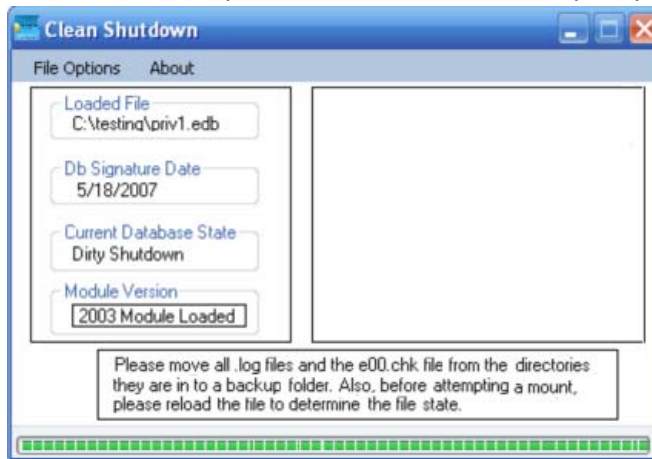 Clean Shutdown
File Options About
Loaded File
C:\testing\priv1.edb
Db Signature Date
5/18/2007
Current Database State
Dirty Shutdown
Module Version
2003 Module Loaded
Please move all .log files and the e00.chk file from the directories
they are in to a backup folder. Also, before attempting a mount,
please reload the file to determine the file state.